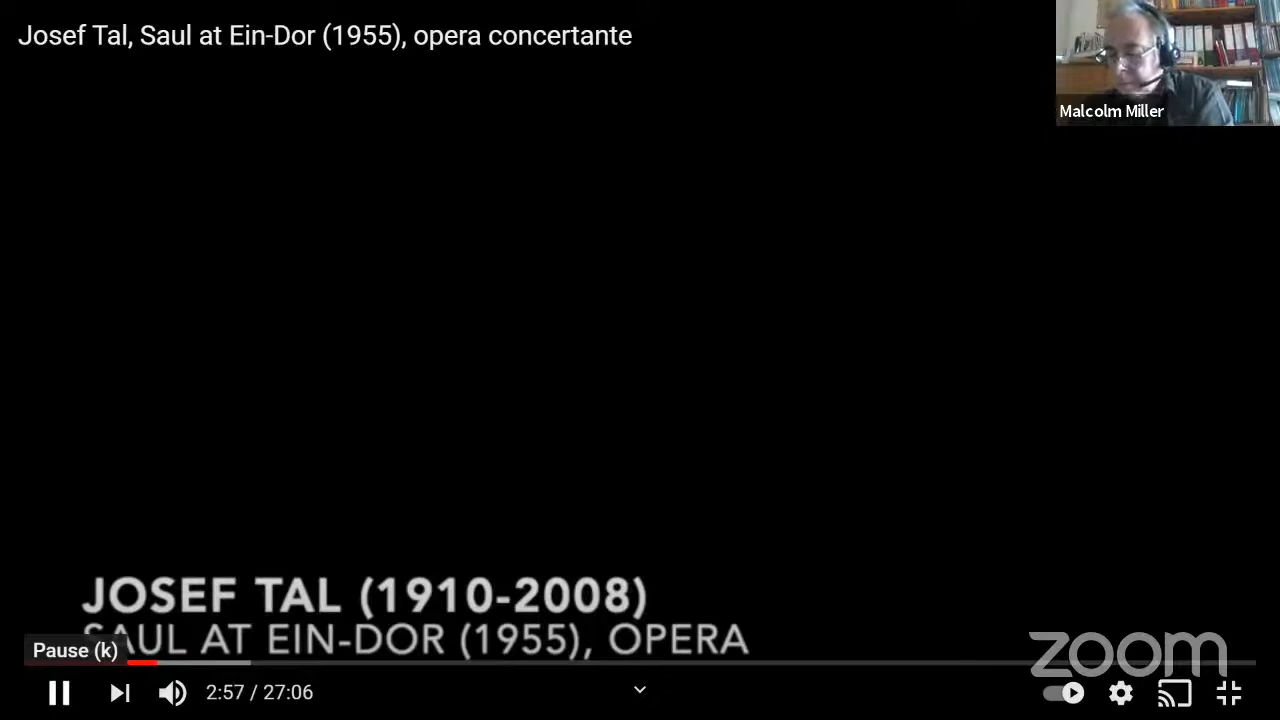 Josef Tal, Saul at Ein-Dor (1955), opera concertante
Malcolm Miller
JOSEF TAL (1910-2008)
SAUL AT EIN-DOR (1955), OPERA
Pause (k)
zoom
2:57 / 27:06